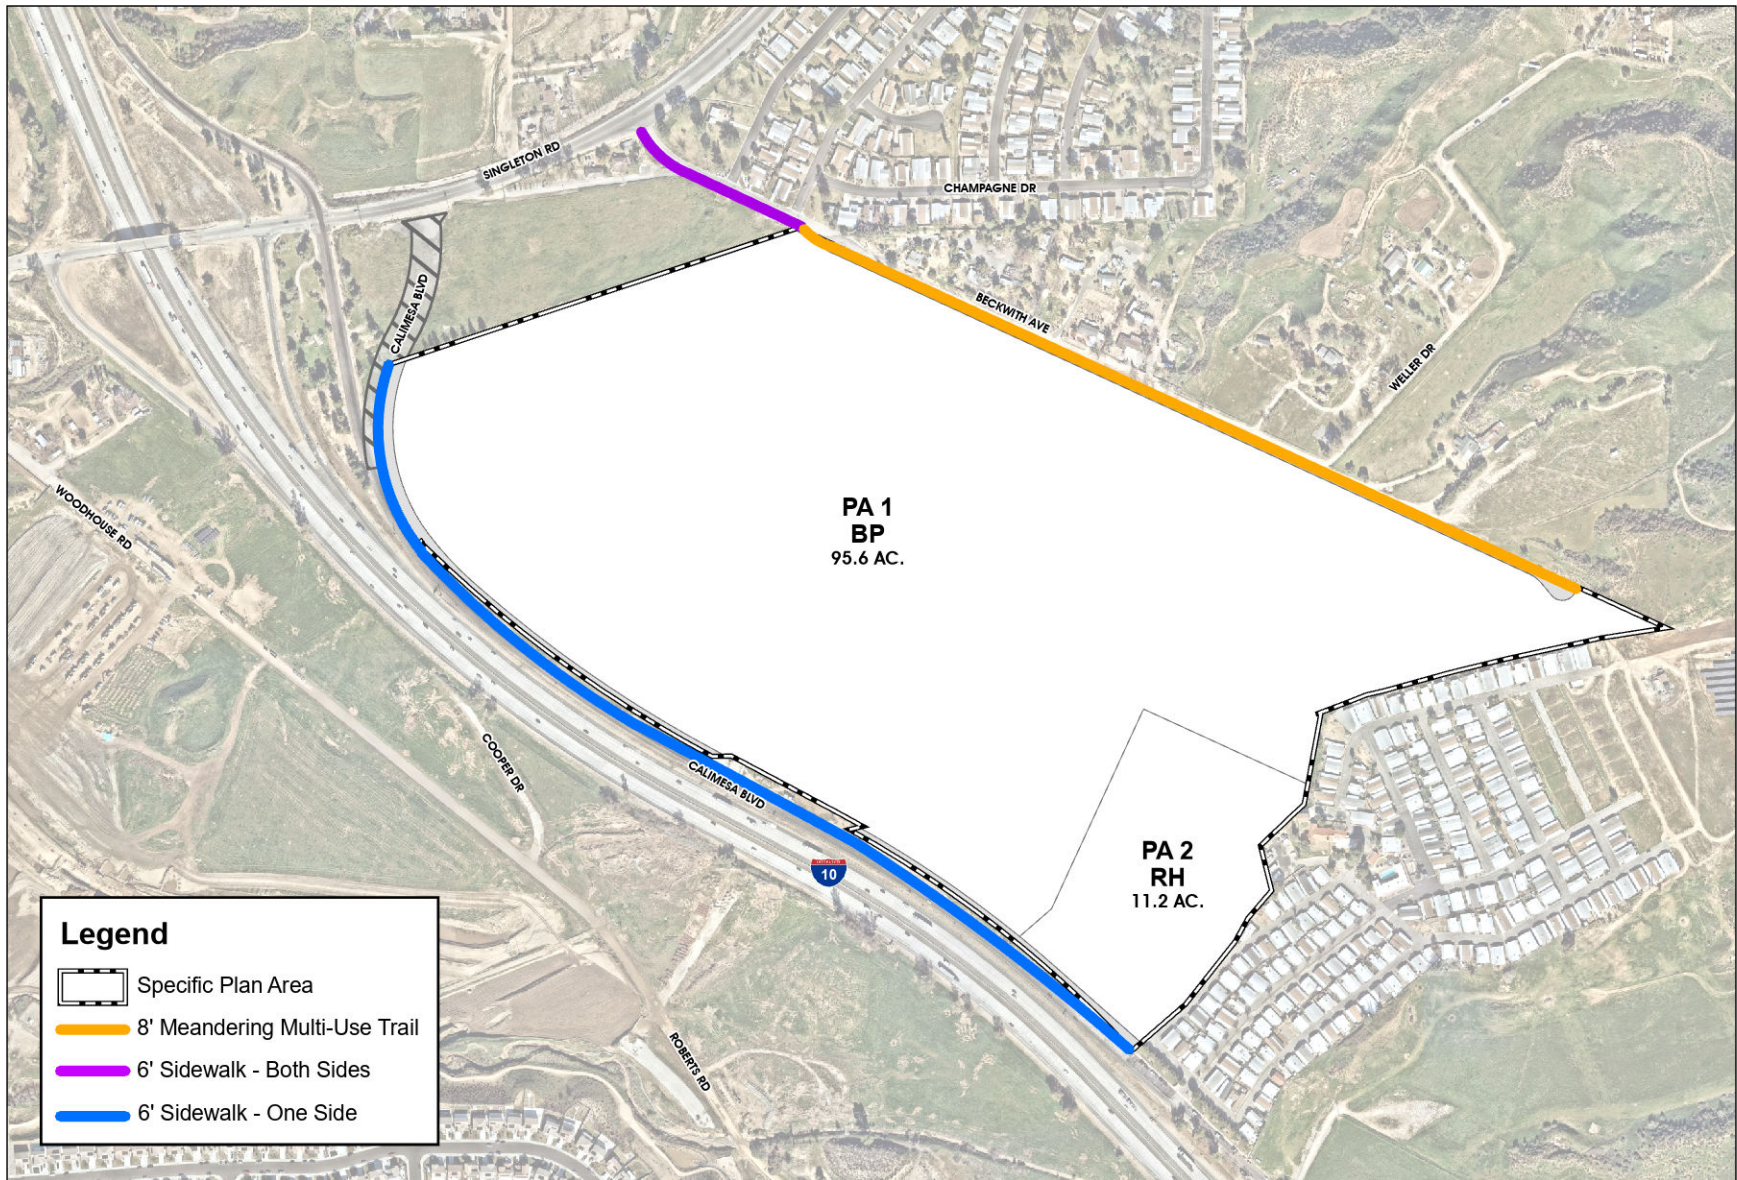 SINGLETON RD
CHAMPAGNE DR
CALIMESA BLVD
BECKWITH AVE
WELLER DR
WOODHOUSE RD
PA 1
BP
95.6 AC.
COOPER DR
CALIMESA BLVD
INTERSTATE
10
PA 2
RH
11.2 AC.
ROBERTS RD
Legend
Specific Plan Area
8' Meandering Multi-Use Trail
6' Sidewalk - Both Sides
6' Sidewalk - One Side